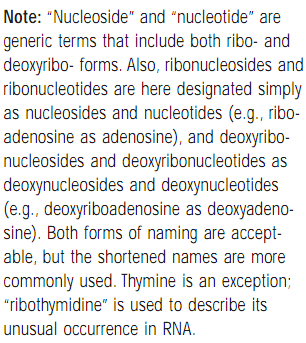 Note: “Nucleoside” and “nucleotide” are
generic terms that include both ribo- and
deoxyribo- forms. Also, ribonucleosides and
ribonucleotides are here designated simply
as nucleosides and nucleotides (e.g., ribo-
adenosine as adenosine), and deoxyribo-
nucleosides and deoxyribonucleotides as
deoxynucleosides and deoxynucleotides
(e.g., deoxyriboadenosine as deoxyadeno-
sine). Both forms of naming are accept-
able, but the shortened names are more
commonly used. Thymine is an exception;
“ribothymidine” is used to describe its
unusual occurrence in RNA.